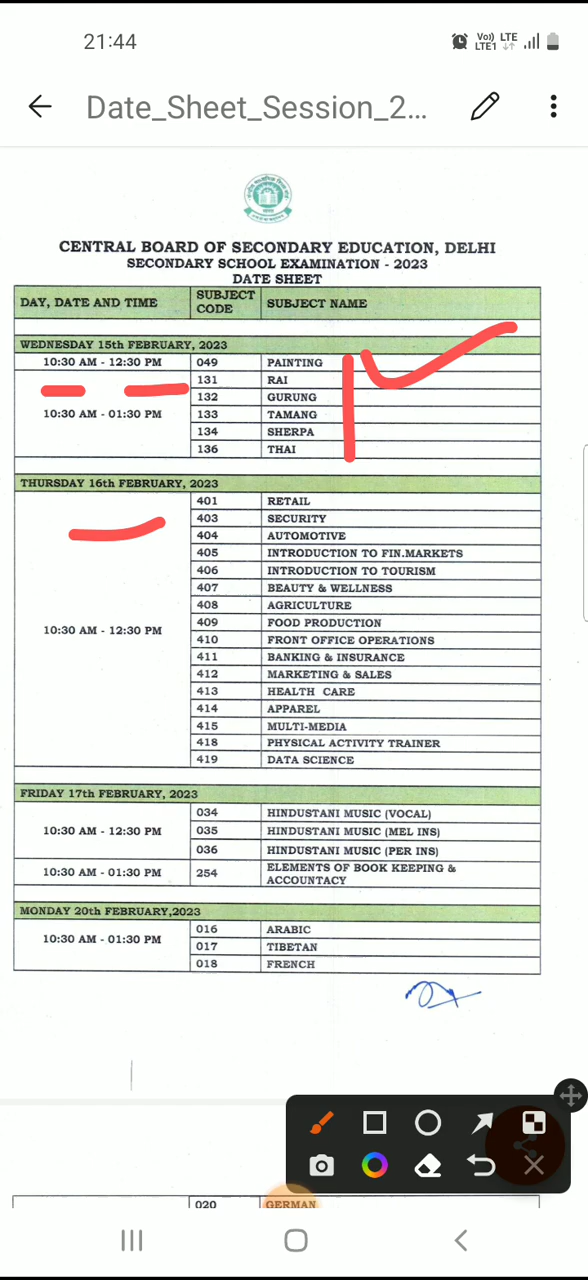 21:44
Vo) LTE
LTE1
Date_Sheet_Session_2...
CENTRAL BOARD OF SECONDARY EDUCATION, DELHI
SECONDARY SCHOOL EXAMINATION - 2023
DATE SHEET
DAY, DATE AND TIME SUBJECT CODE SUBJECT NAME
WEDNESDAY 15th FEBRUARY, 2023
10:30 AM - 12:30 PM 049 PAINTING
131 RAI
132 GURUNG
10:30 AM - 01:30 PM 133 TAMANG
134 SHERPA
136 THAI
THURSDAY 16th FEBRUARY, 2023
401 RETAIL
403 SECURITY
404 AUTOMOTIVE
405 INTRODUCTION TO FIN.MARKETS
406 INTRODUCTION TO TOURISM
407 BEAUTY & WELLNESS
408 AGRICULTURE
409 FOOD PRODUCTION
10:30 AM - 12:30 PM 410 FRONT OFFICE OPERATIONS
411 BANKING & INSURANCE
412 MARKETING & SALES
413 HEALTH CARE
414 APPAREL
415 MULTI-MEDIA
418 PHYSICAL ACTIVITY TRAINER
419 DATA SCIENCE
FRIDAY 17th FEBRUARY, 2023
034 HINDUSTANI MUSIC (VOCAL)
10:30 AM - 12:30 PM 035 HINDUSTANI MUSIC (MEL INS)
036 HINDUSTANI MUSIC (PER INS)
10:30 AM - 01:30 PM 254 ELEMENTS OF BOOK KEEPING &
ACCOUNTACY
MONDAY 20th FEBRUARY,2023
016 ARABIC
10:30 AM - 01:30 PM 017 TIBETAN
018 FRENCH
020 GERMAN